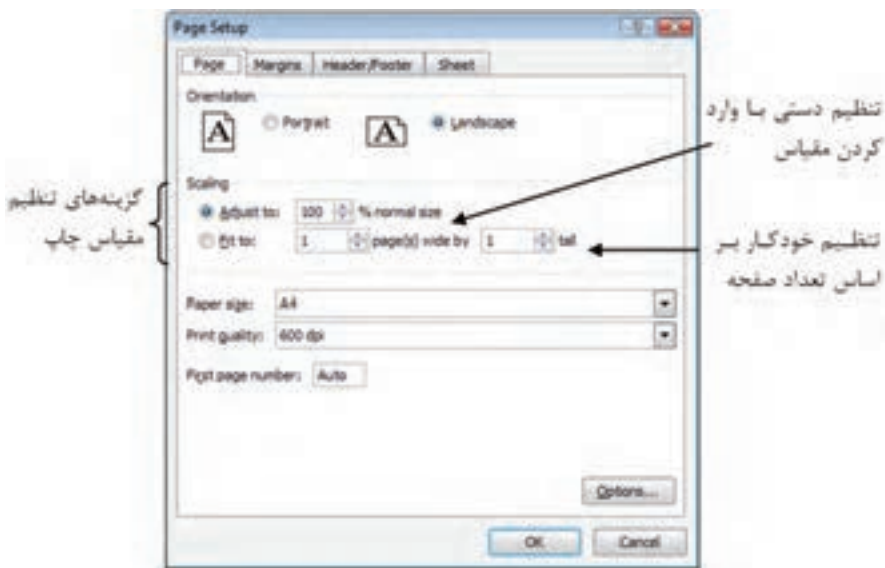 Page Setup
Page Margins Header/Footer Sheet
Orientation
A Portrait A Landscape
Scaling
Adjust to: 100 % normal size
Fit to: 1 page(s) wide by 1 tall
Paper size: A4
Print quality: 600 dpi
First page number: Auto
Options...
OK Cancel
تنظیم دستی با وارد
کردن مقیاس
تنظیم خودکار بر
اساس تعداد صفحه
گزینه‌های تنظیم
مقیاس چاپ